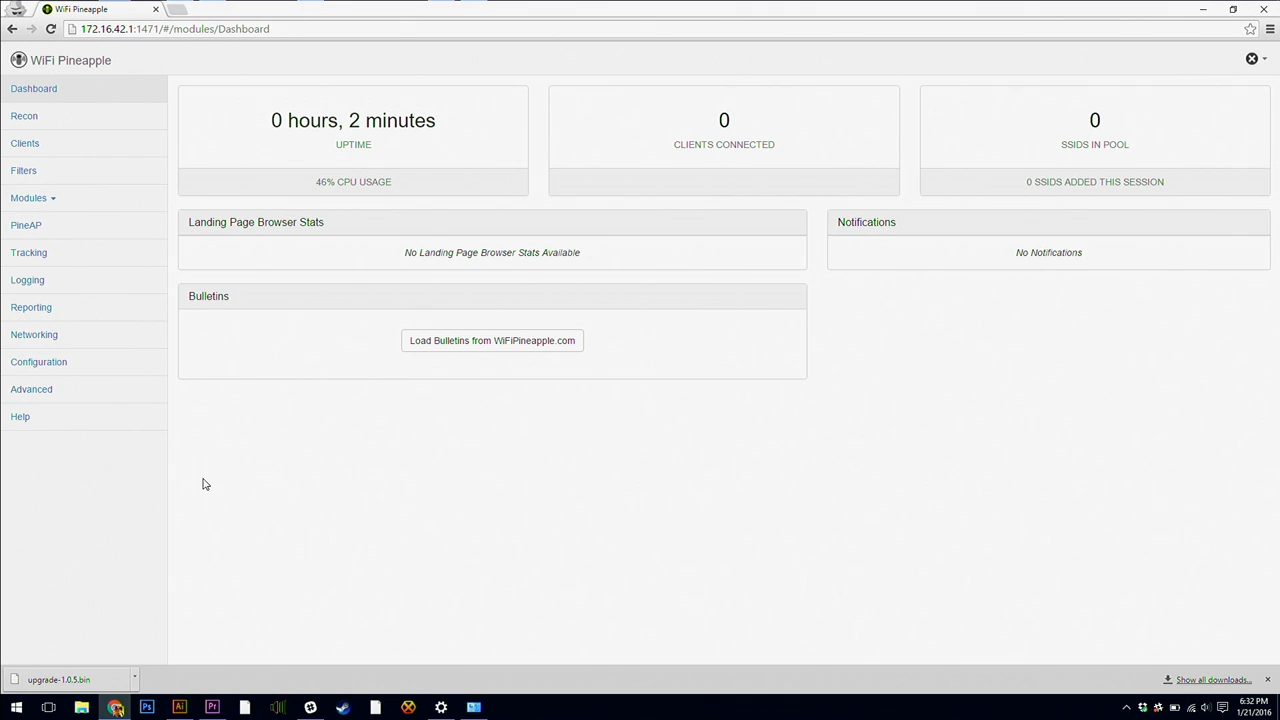 WiFi Pineapple
172.16.42.1:1471/#/modules/Dashboard
WiFi Pineapple
Dashboard
Recon
Clients
Filters
Modules
PineAP
Tracking
Logging
Reporting
Networking
Configuration
Advanced
Help
0 hours, 2 minutes
UPTIME
46% CPU USAGE
0
CLIENTS CONNECTED
0
SSIDS IN POOL
0 SSIDS ADDED THIS SESSION
Landing Page Browser Stats
No Landing Page Browser Stats Available
Notifications
No Notifications
Bulletins
Load Bulletins from WiFiPineapple.com
upgrade-1.0.5.bin
Show all downloads...
Ps
Ai
Pr
6:32 PM
1/21/2016